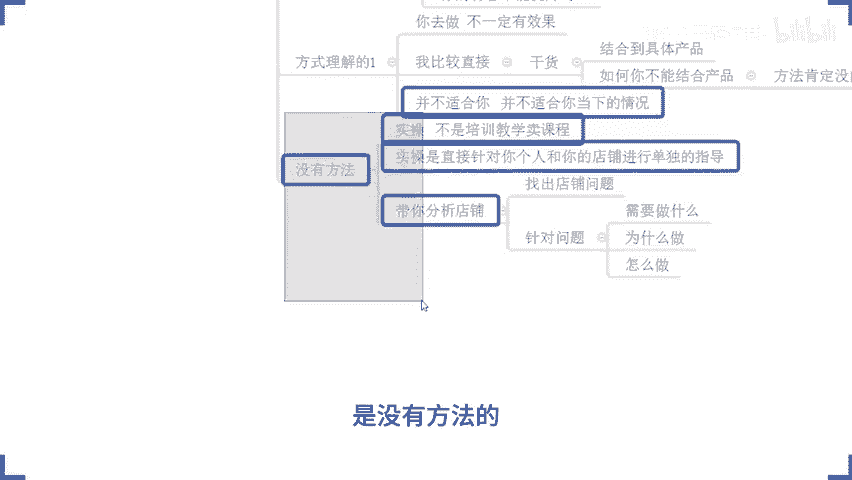 你去做 不一定有效果
方式理解的1
我比较直接
干货
结合到具体产品
如何你不能结合产品
方法肯定没
并不适合你 并不适合你当下的情况
实操 不是培训教学卖课程
实操是直接针对你个人和你的店铺进行单独的指导
没有方法
带你分析店铺
找出店铺问题
针对问题
需要做什么
为什么做
怎么做
是没有方法的
bilibili